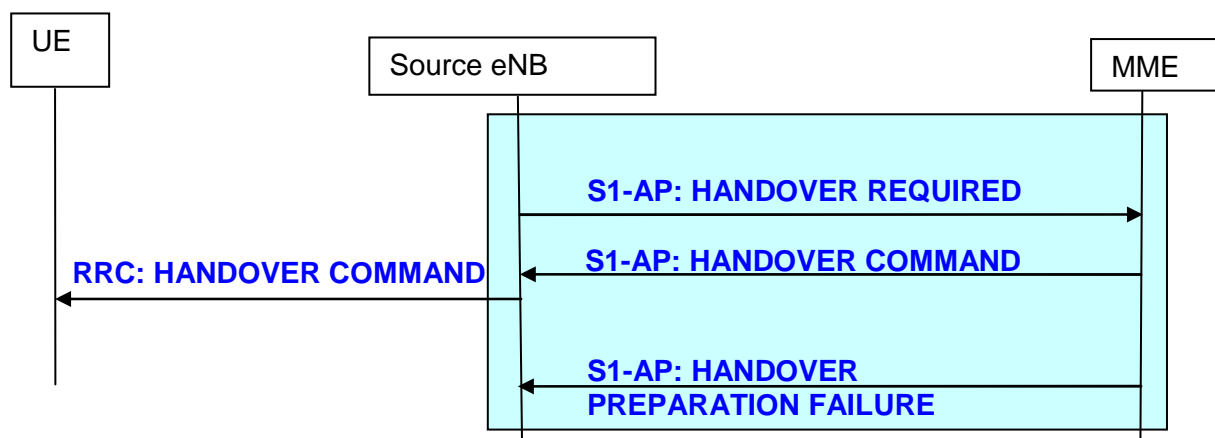 UE
Source eNB
MME
S1-AP: HANDOVER REQUIRED
S1-AP: HANDOVER COMMAND
RRC: HANDOVER COMMAND
S1-AP: HANDOVER
PREPARATION FAILURE